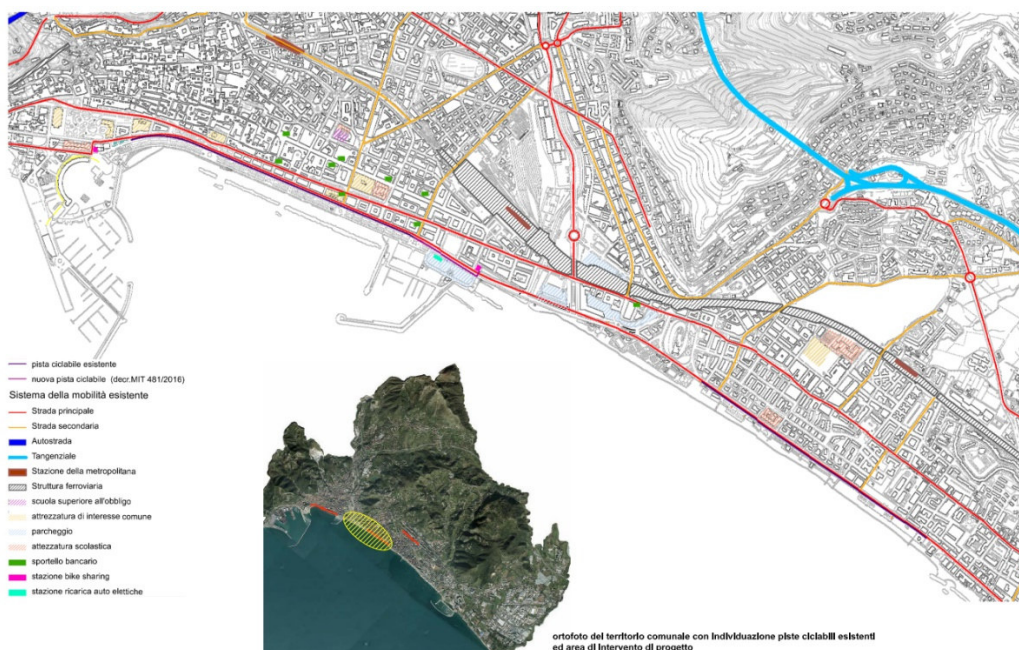 pista ciclabile esistente
nuova pista ciclabile (decr.MIT 481/2016)
Sistema della mobilità esistente
Strada principale
Strada secondaria
Autostrada
Tangenziale
Stazione della metropolitana
Struttura ferroviaria
scuola superiore all'obbligo
attrezzatura di interesse comune
parcheggio
attezzatura scolastica
sportello bancario
stazione bike sharing
stazione ricarica auto elettiche
ortofoto del territorio comunale con individuazione piste ciclabili esistenti
ed area di intervento di progetto